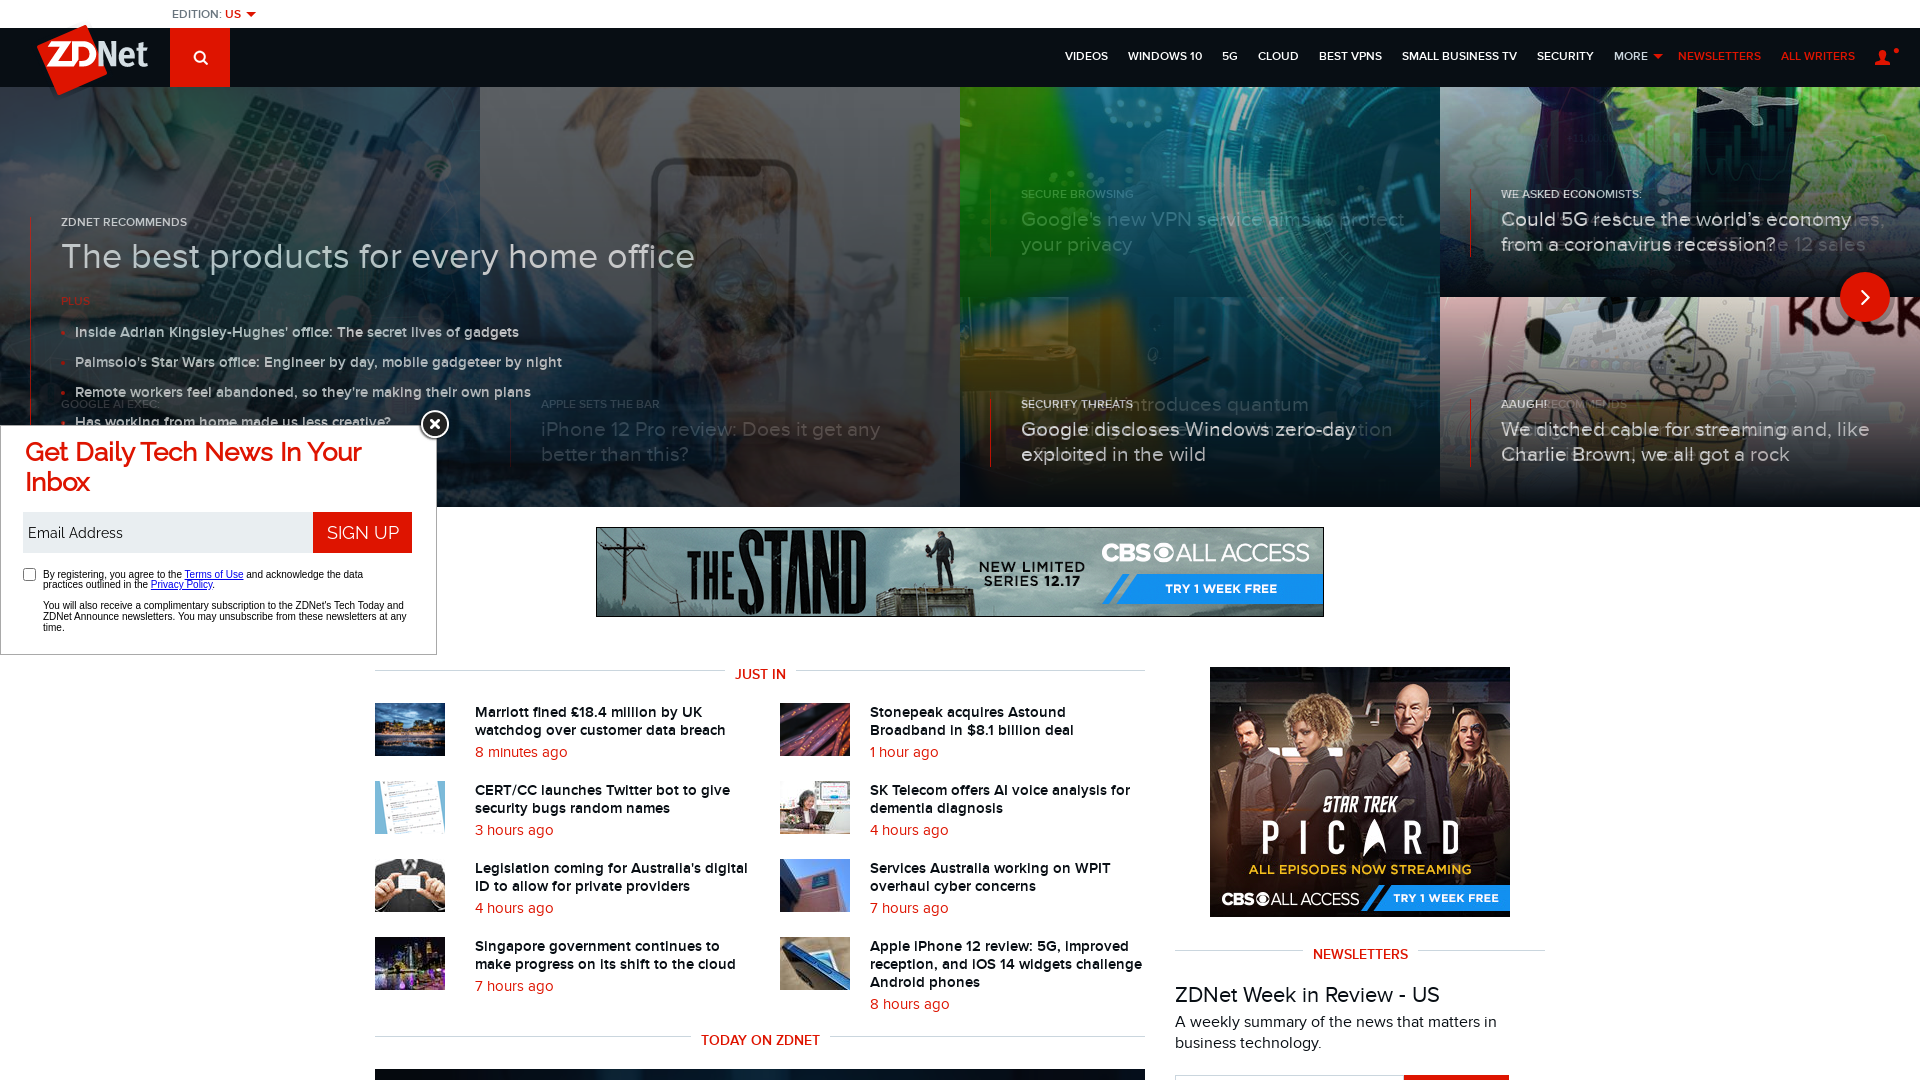 EDITION: US
ZDNet
VIDEOS
WINDOWS 10
5G
CLOUD
BEST VPNS
SMALL BUSINESS TV
SECURITY
MORE
NEWSLETTERS
ALL WRITERS
ZDNET RECOMMENDS
The best products for every home office
PLUS
Inside Adrian Kingsley-Hughes' office: The secret lives of gadgets
Palmsolo's Star Wars office: Engineer by day, mobile gadgeteer by night
Remote workers feel abandoned, so they're making their own plans
Has working from home made us less creative?
GOOGLE AI EXEC:
APPLE SETS THE BAR
iPhone 12 Pro review: Does it get any
better than this?
SECURE BROWSING
Google's new VPN service aims to protect
your privacy
SECURITY THREATS
Google discloses Windows zero-day
exploited in the wild
WE ASKED ECONOMISTS:
Could 5G rescue the world's economy
from a coronavirus recession?
AAUGH!
We ditched cable for streaming and, like
Charlie Brown, we all got a rock
Get Daily Tech News In Your
Inbox
Email Address
SIGN UP
By registering, you agree to the Terms of Use and acknowledge the data
practices outlined in the Privacy Policy.
You will also receive a complimentary subscription to the ZDNet's Tech Today and
ZDNet Announce newsletters. You may unsubscribe from these newsletters at any
time.
THE STAND
NEW LIMITED
SERIES 12.17
CBS ALL ACCESS
TRY 1 WEEK FREE
JUST IN
Marriott fined £18.4 million by UK
watchdog over customer data breach
8 minutes ago
Stonepeak acquires Astound
Broadband in $8.1 billion deal
1 hour ago
CERT/CC launches Twitter bot to give
security bugs random names
3 hours ago
SK Telecom offers AI voice analysis for
dementia diagnosis
4 hours ago
Legislation coming for Australia's digital
ID to allow for private providers
4 hours ago
Services Australia working on WPIT
overhaul cyber concerns
7 hours ago
Singapore government continues to
make progress on its shift to the cloud
7 hours ago
Apple iPhone 12 review: 5G, improved
reception, and iOS 14 widgets challenge
Android phones
8 hours ago
TODAY ON ZDNET
STAR TREK
PICARD
ALL EPISODES NOW STREAMING
CBS ALL ACCESS
TRY 1 WEEK FREE
NEWSLETTERS
ZDNet Week in Review - US
A weekly summary of the news that matters in
business technology.